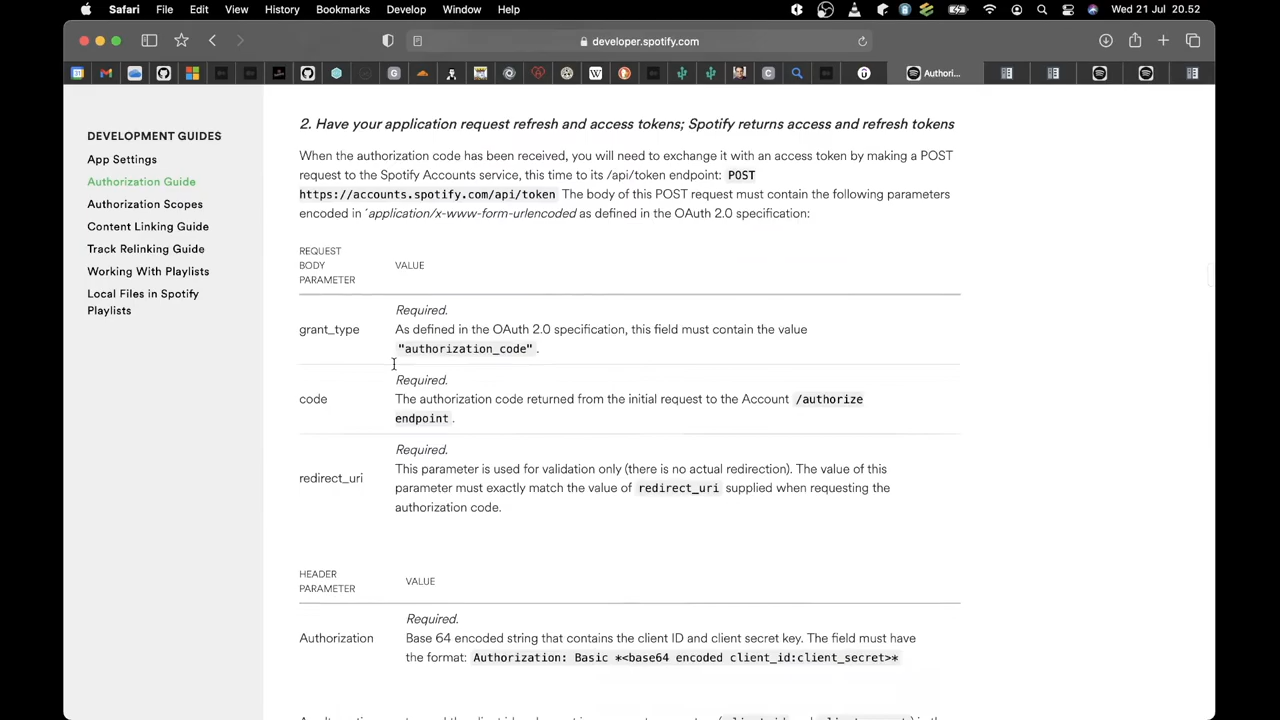 Safari File Edit View History Bookmarks Develop Window Help Wed 21 Jul 20.52
developer.spotify.com
Authori...
DEVELOPMENT GUIDES
App Settings
Authorization Guide
Authorization Scopes
Content Linking Guide
Track Relinking Guide
Working With Playlists
Local Files in Spotify
Playlists
2. Have your application request refresh and access tokens; Spotify returns access and refresh tokens
When the authorization code has been received, you will need to exchange it with an access token by making a POST
request to the Spotify Accounts service, this time to its /api/token endpoint: POST
https://accounts.spotify.com/api/token The body of this POST request must contain the following parameters
encoded in ´application/x-www-form-urlencoded as defined in the OAuth 2.0 specification:
REQUEST
BODY
PARAMETER
VALUE
Required.
grant_type
As defined in the OAuth 2.0 specification, this field must contain the value
"authorization_code".
Required.
code
The authorization code returned from the initial request to the Account /authorize
endpoint.
Required.
redirect_uri
This parameter is used for validation only (there is no actual redirection). The value of this
parameter must exactly match the value of redirect_uri supplied when requesting the
authorization code.
HEADER
PARAMETER
VALUE
Required.
Authorization
Base 64 encoded string that contains the client ID and client secret key. The field must have
the format: Authorization: Basic *<base64 encoded client_id:client_secret>*